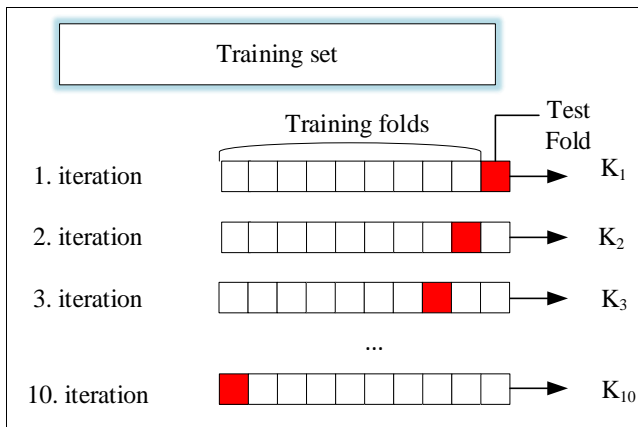 Training set
Test
Fold
Training folds
1. iteration
K1
2. iteration
K2
3. iteration
K3
...
10. iteration
K10